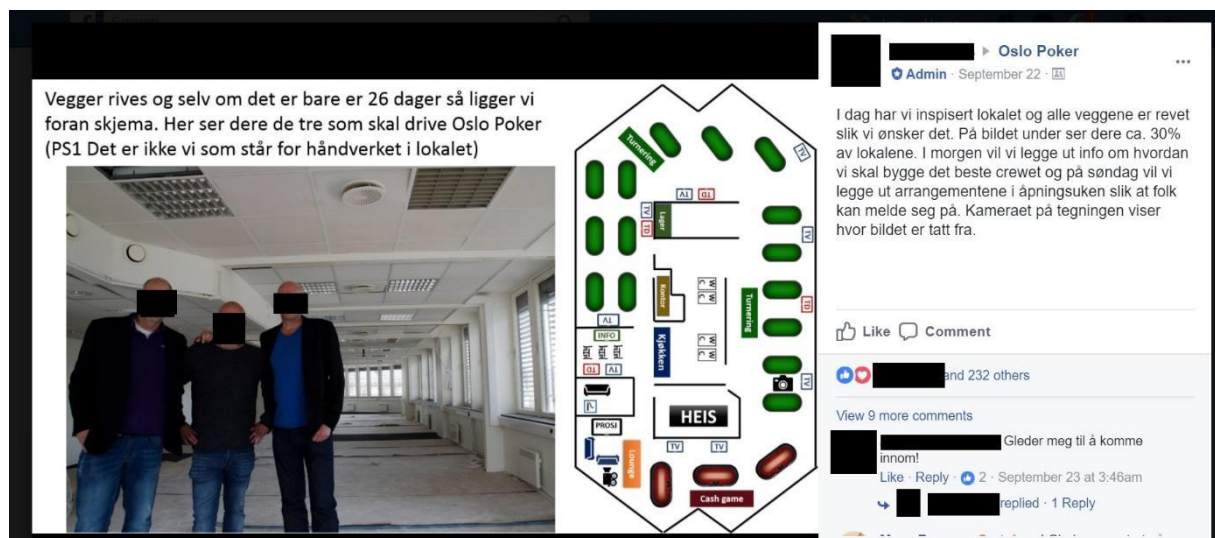 Vegger rives og selv om det er bare er 26 dager så ligger vi
foran skjema. Her ser dere de tre som skal drive Oslo Poker
(PS1 Det er ikke vi som står for håndverket i lokalet)
Turnering
TV
TV
TD
TV
TD
Lager
TV
Kontor
W C
W C
Turnering
TD
TV
INFO
Kjøkken
W C
W C
TD
TV
TV
PROSJ
HEIS
TV
TV
Lounge
Cash game
Oslo Poker
Admin · September 22
I dag har vi inspisert lokalet og alle veggene er revet
slik vi ønsker det. På bildet under ser dere ca. 30%
av lokalene. I morgen vil vi legge ut info om hvordan
vi skal bygge det beste crewet og på søndag vil vi
legge ut arrangementene i åpningsuken slik at folk
kan melde seg på. Kameraet på tegningen viser
hvor bildet er tatt fra.
Like Comment
and 232 others
View 9 more comments
Gleder meg til å komme
innom!
Like · Reply · 2 · September 23 at 3:46am
replied · 1 Reply